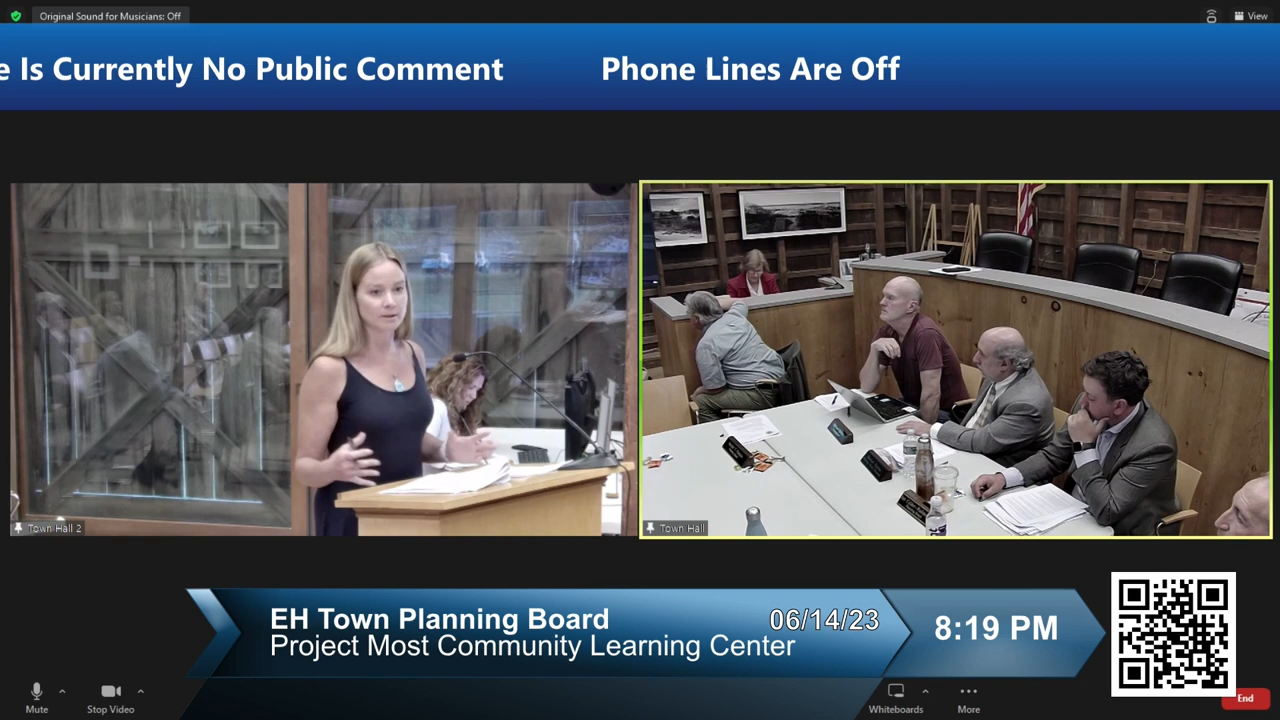 Original Sound for Musicians: Off
View
e Is Currently No Public Comment
Phone Lines Are Off
Town Hall 2
Town Hall
EH Town Planning Board
06/14/23
8:19 PM
Project Most Community Learning Center
Mute
Stop Video
Whiteboards
More
End